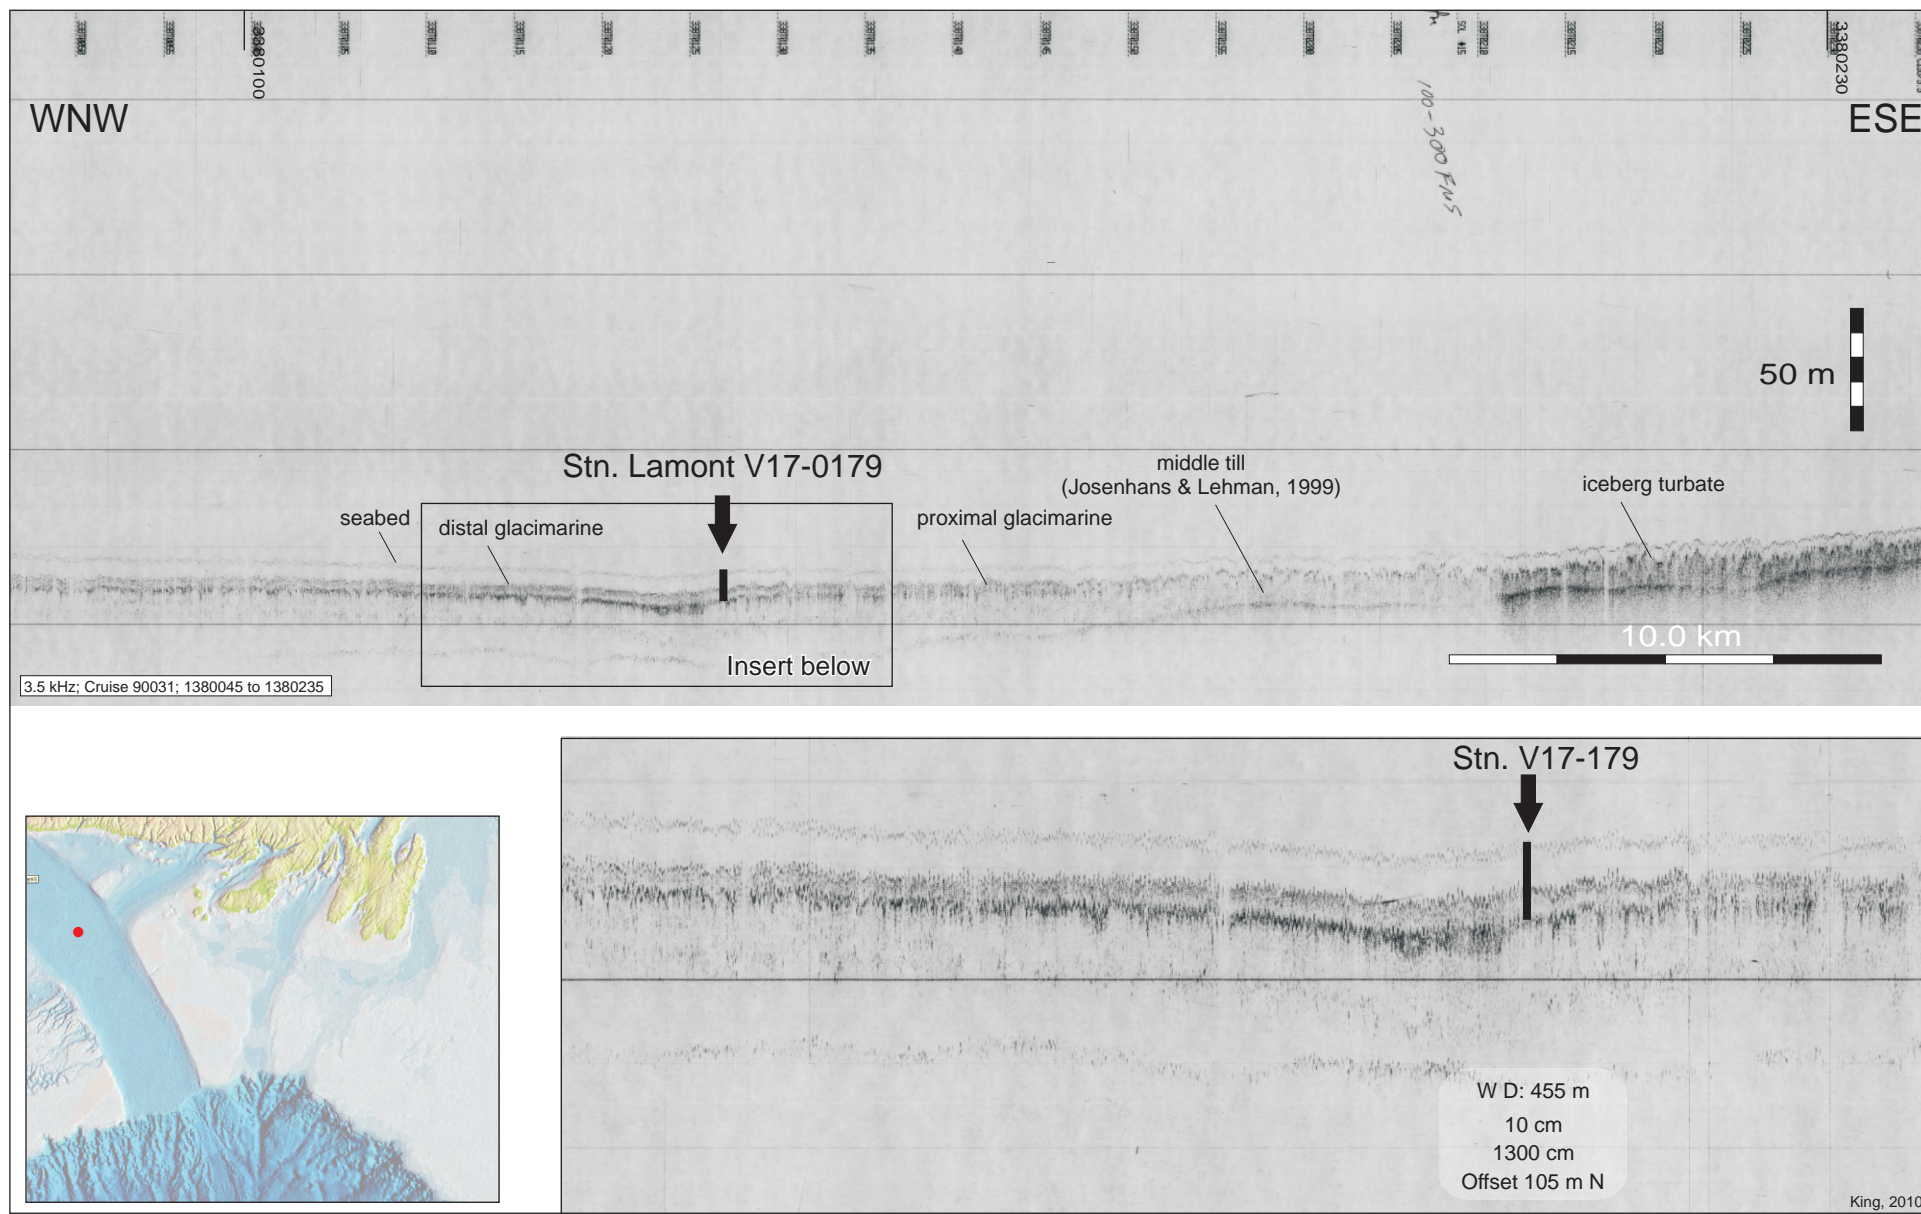 3380100
3380230
WNW
ESE
100-300 Fms
50 m
Stn. Lamont V17-0179
middle till
(Josenhans & Lehman, 1999)
iceberg turbate
seabed
distal glacimarine
proximal glacimarine
10.0 km
Insert below
3.5 kHz; Cruise 90031; 1380045 to 1380235
Stn. V17-179
W D: 455 m
10 cm
1300 cm
Offset 105 m N
King, 2010